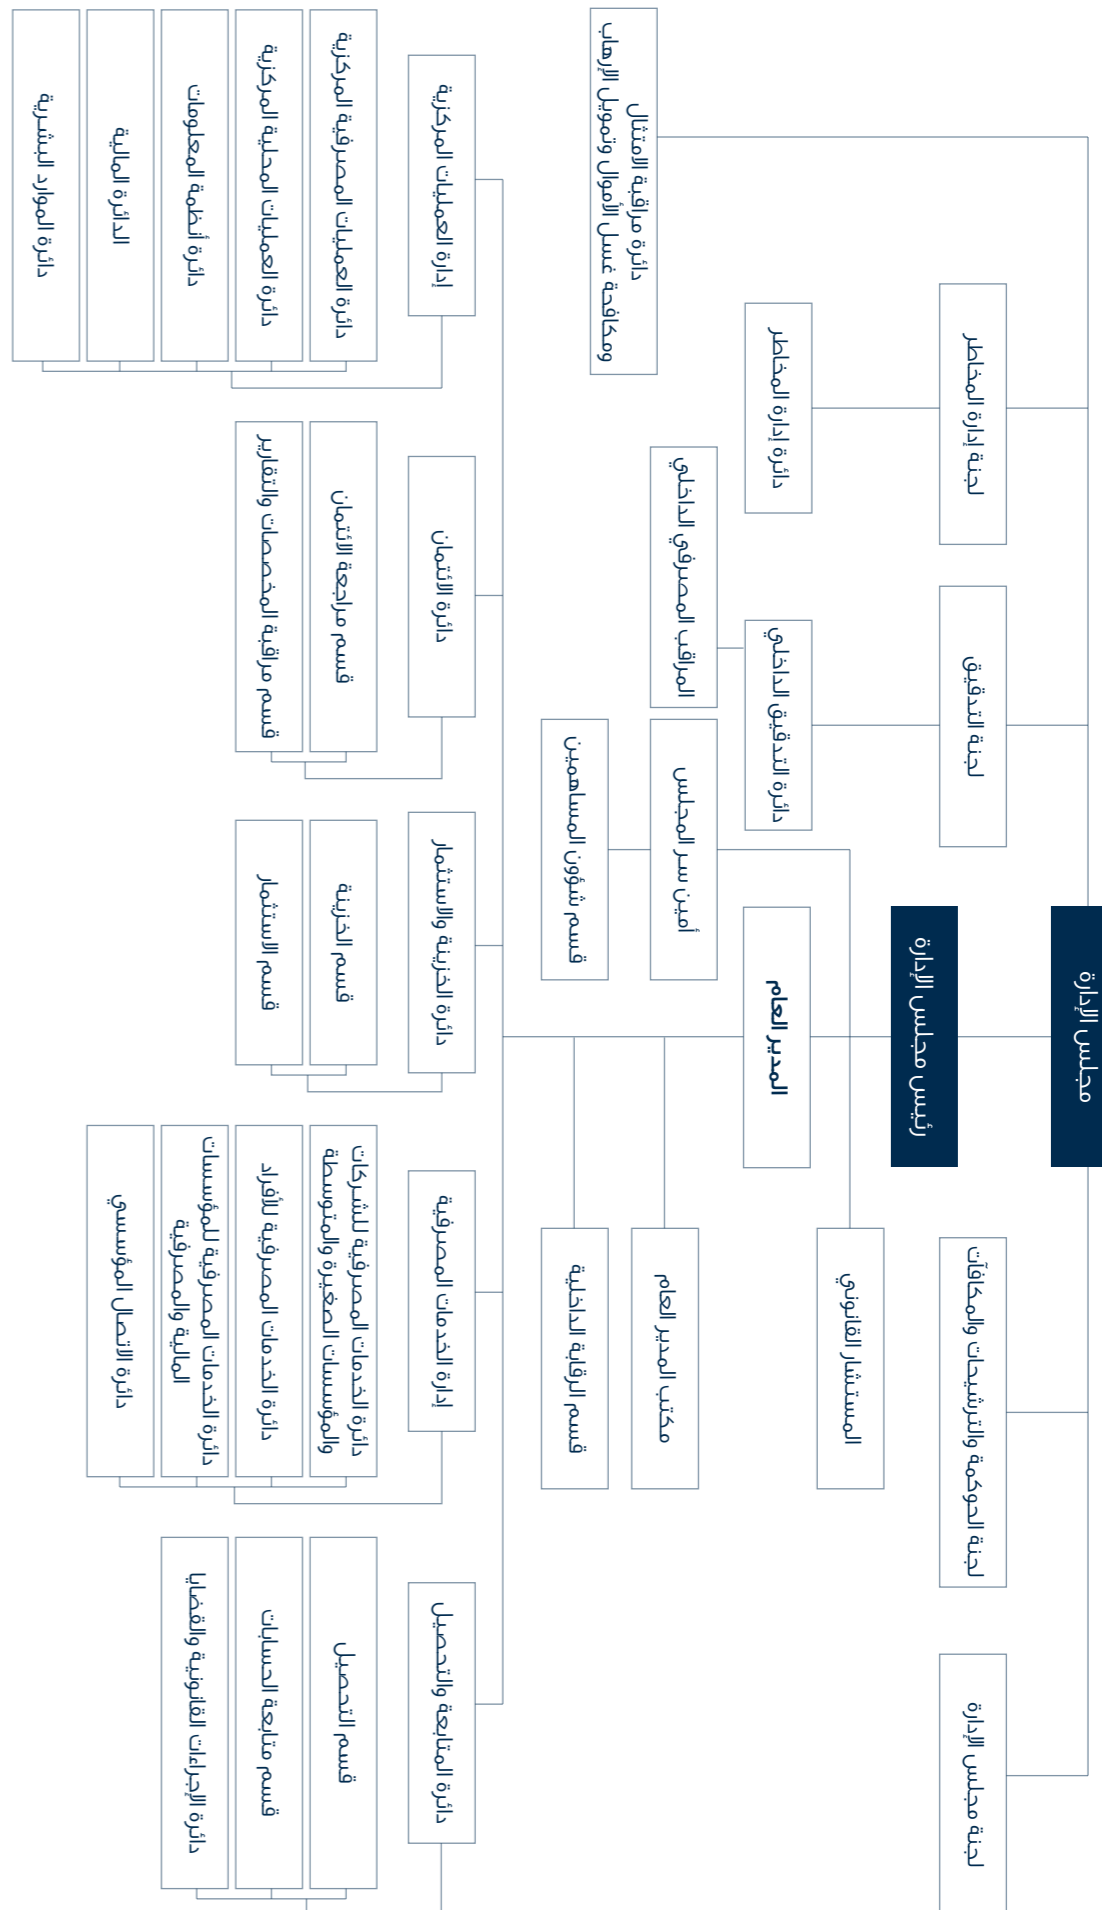 مجلس الإدارة
رئيس مجلس الإدارة
لجنة إدارة المخاطر
لجنة التدقيق
لجنة الحوكمة والترشيحات والمكافآت
لجنة مجلس الإدارة
دائرة مراقبة الامتثال
ومكافحة غسل الأموال وتمويل الإرهاب
دائرة إدارة المخاطر
دائرة التدقيق الداخلي
المراقب المصرفي الداخلي
أمين سر المجلس
قسم شؤون المساهمين
المستشار القانوني
المدير العام
مكتب المدير العام
قسم الرقابة الداخلية
إدارة العمليات المركزية
دائرة العمليات المصرفية المركزية
دائرة العمليات المحلية المركزية
دائرة أنظمة المعلومات
الدائرة المالية
دائرة الموارد البشرية
دائرة الائتمان
قسم مراجعة الائتمان
قسم مراقبة المخصصات والتقارير
دائرة الخزينة والاستثمار
قسم الخزينة
قسم الاستثمار
إدارة الخدمات المصرفية
دائرة الخدمات المصرفية للشركات
والمؤسسات الصغيرة والمتوسطة
دائرة الخدمات المصرفية للأفراد
دائرة الخدمات المصرفية للمؤسسات
المالية والمصرفية
دائرة الاتصال المؤسسي
دائرة المتابعة والتحصيل
قسم التحصيل
قسم متابعة الحسابات
دائرة الإجراءات القانونية والقضايا